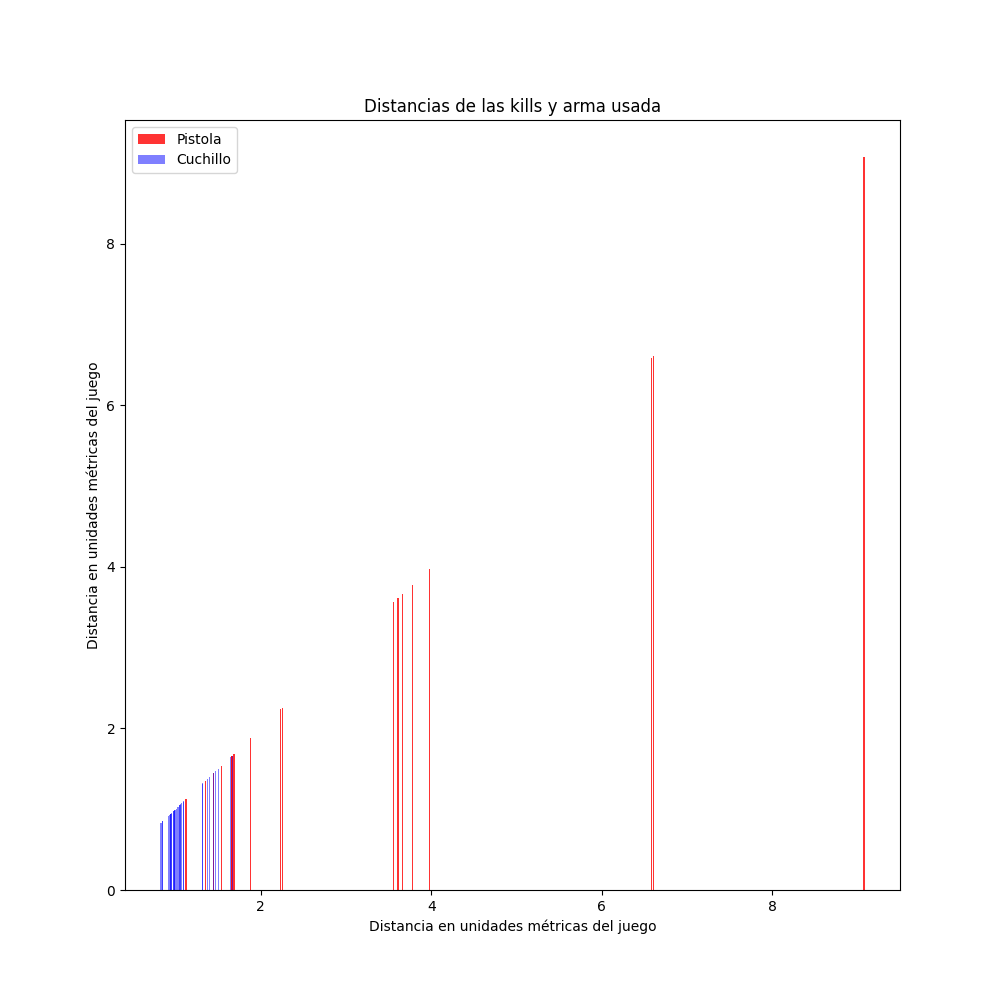 Distancias de las kills y arma usada
Pistola
Cuchillo
Distancia en unidades métricas del juego
8
6
4
2
0
2
4
6
8
Distancia en unidades métricas del juego